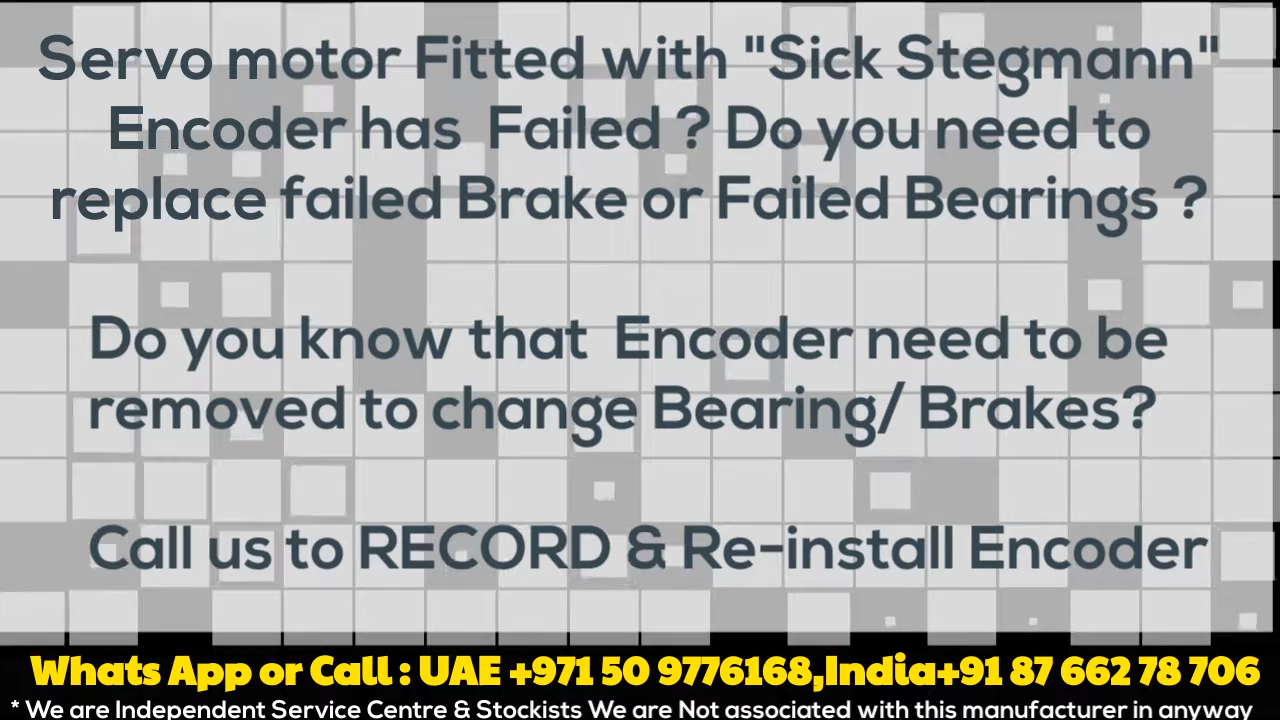 Servo motor Fitted with "Sick Stegmann"
Encoder has Failed ? Do you need to
replace failed Brake or Failed Bearings ?
Do you know that Encoder need to be
removed to change Bearing/ Brakes?
Call us to RECORD & Re-install Encoder
Whats App or Call : UAE +971 50 9776168,India+91 87 662 78 706
* We are Independent Service Centre & Stockists We are Not associated with this manufacturer in anyway